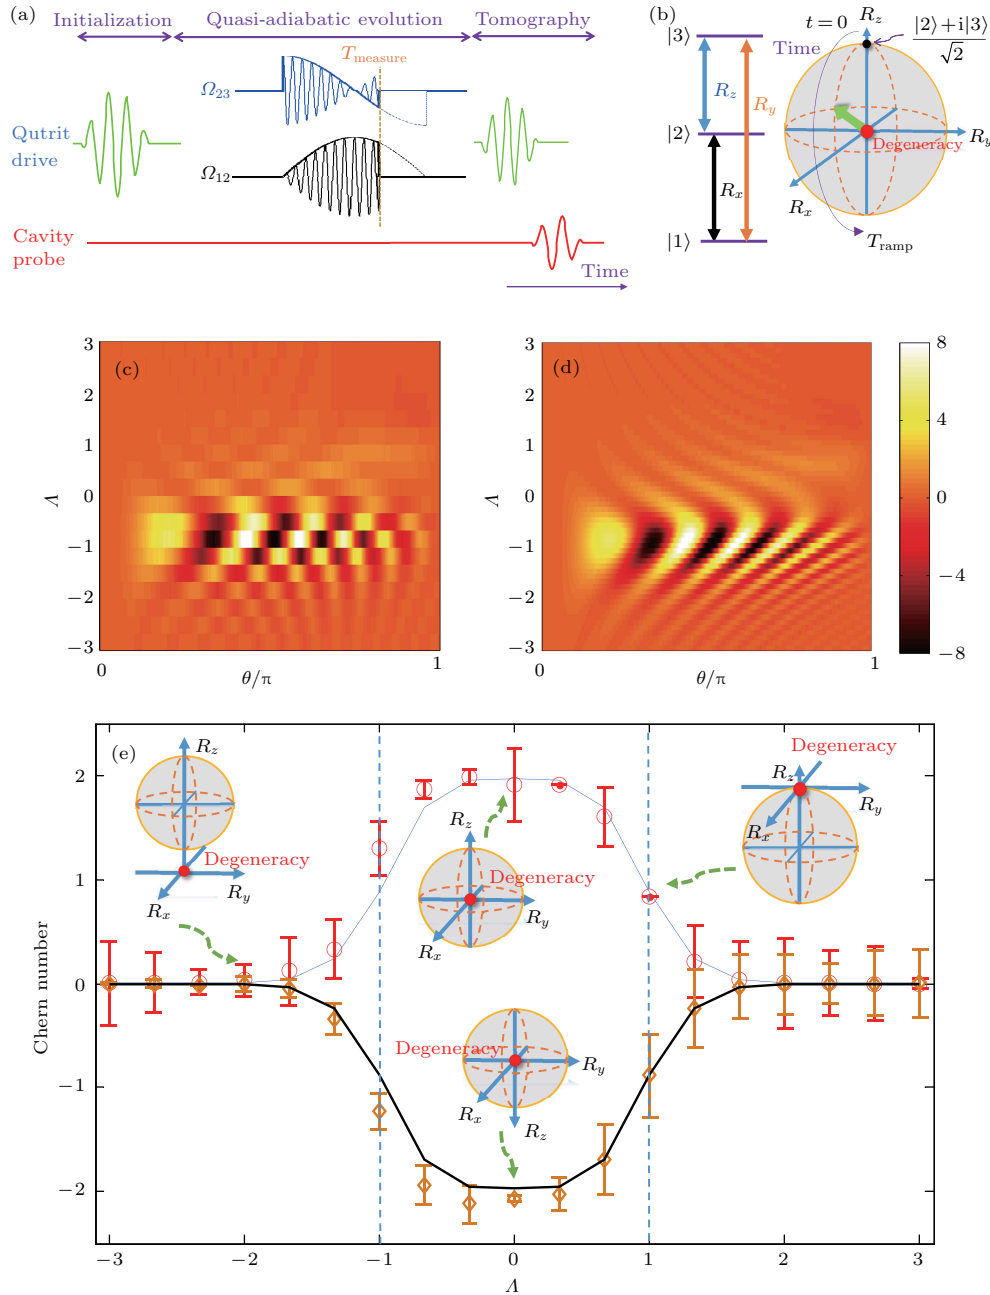 (a)
Initialization
Quasi-adiabatic evolution
Tomography
T_measure
Ω_23
Qutrit
drive
Ω_12
Cavity
probe
Time
(b)
|3⟩
Time
t=0
R_z
|2⟩+i|3⟩
√2
R_z
R_y
|2⟩
Degeneracy
R_y
R_x
R_x
|1⟩
T_ramp
(c)
3
2
1
0
−1
−2
−3
Λ
0
1
θ/π
(d)
3
2
1
0
−1
−2
−3
Λ
0
1
θ/π
8
4
0
−4
−8
(e)
R_z
Degeneracy
R_x
R_y
R_z
Degeneracy
R_y
R_x
Degeneracy
R_z
R_y
R_x
Degeneracy
R_y
R_x
R_z
Chern number
2
1
0
−1
−2
−3
−2
−1
0
1
2
3
Λ